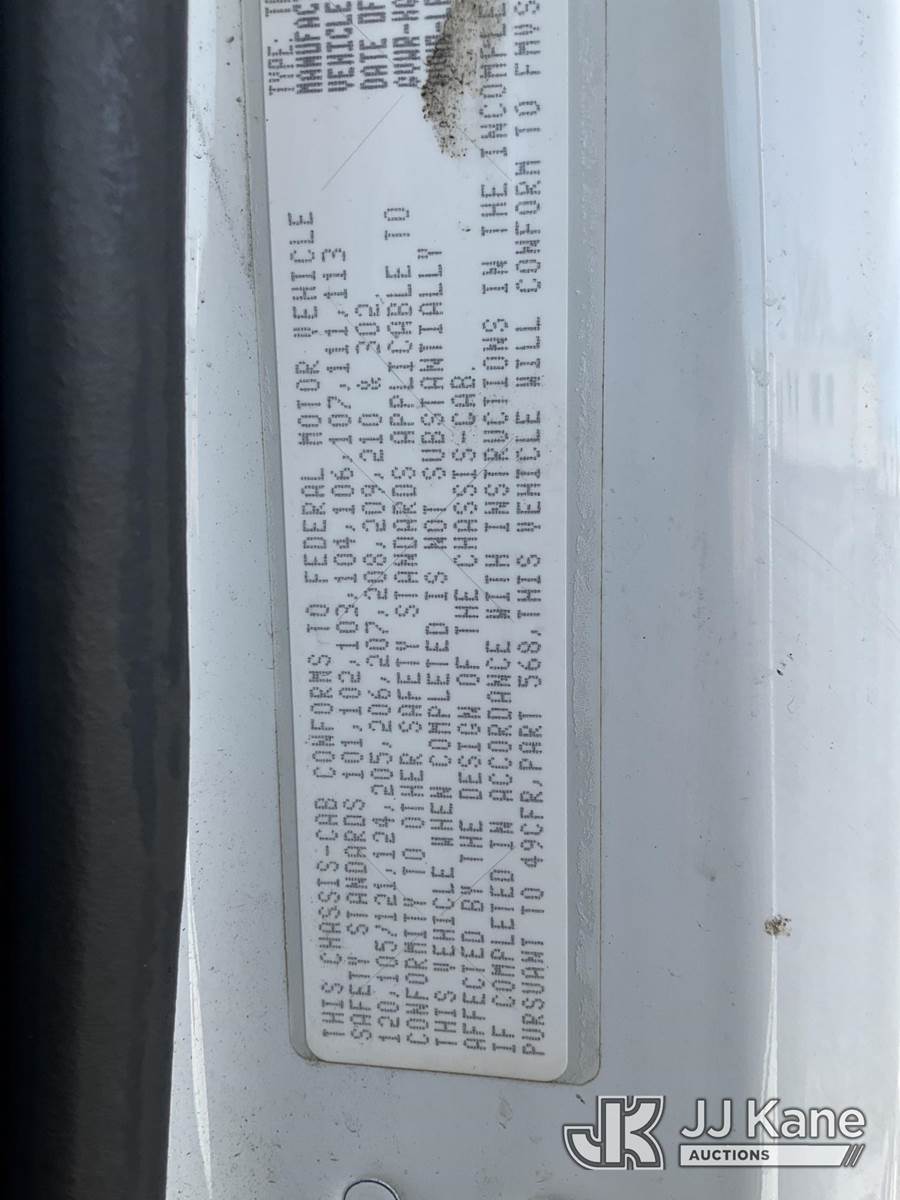 THIS CHASSIS-CAB CONFORMS TO FEDERAL MOTOR VEHICLE
SAFETY STANDARDS 101,102,103,104,106,107,111,113
120,105/121,124,205,206,207,208,209,210 & 302,
CONFORMITY TO OTHER SAFETY STANDARDS APPLICABLE TO
THIS VEHICLE WHEN COMPLETED IS NOT SUBSTANTIALLY
AFFECTED BY THE DESIGN OF THE CHASSIS-CAB.
IF COMPLETED IN ACCORDANCE WITH INSTRUCTIONS IN THE INCOMPLE
PURSUANT TO 49CFR,PART 568,THIS VEHICLE WILL CONFORM TO FMVS
TYPE:
MANUFAC
VEHICLE
DATE OF
GVWR-KG
JK JJ Kane
AUCTIONS